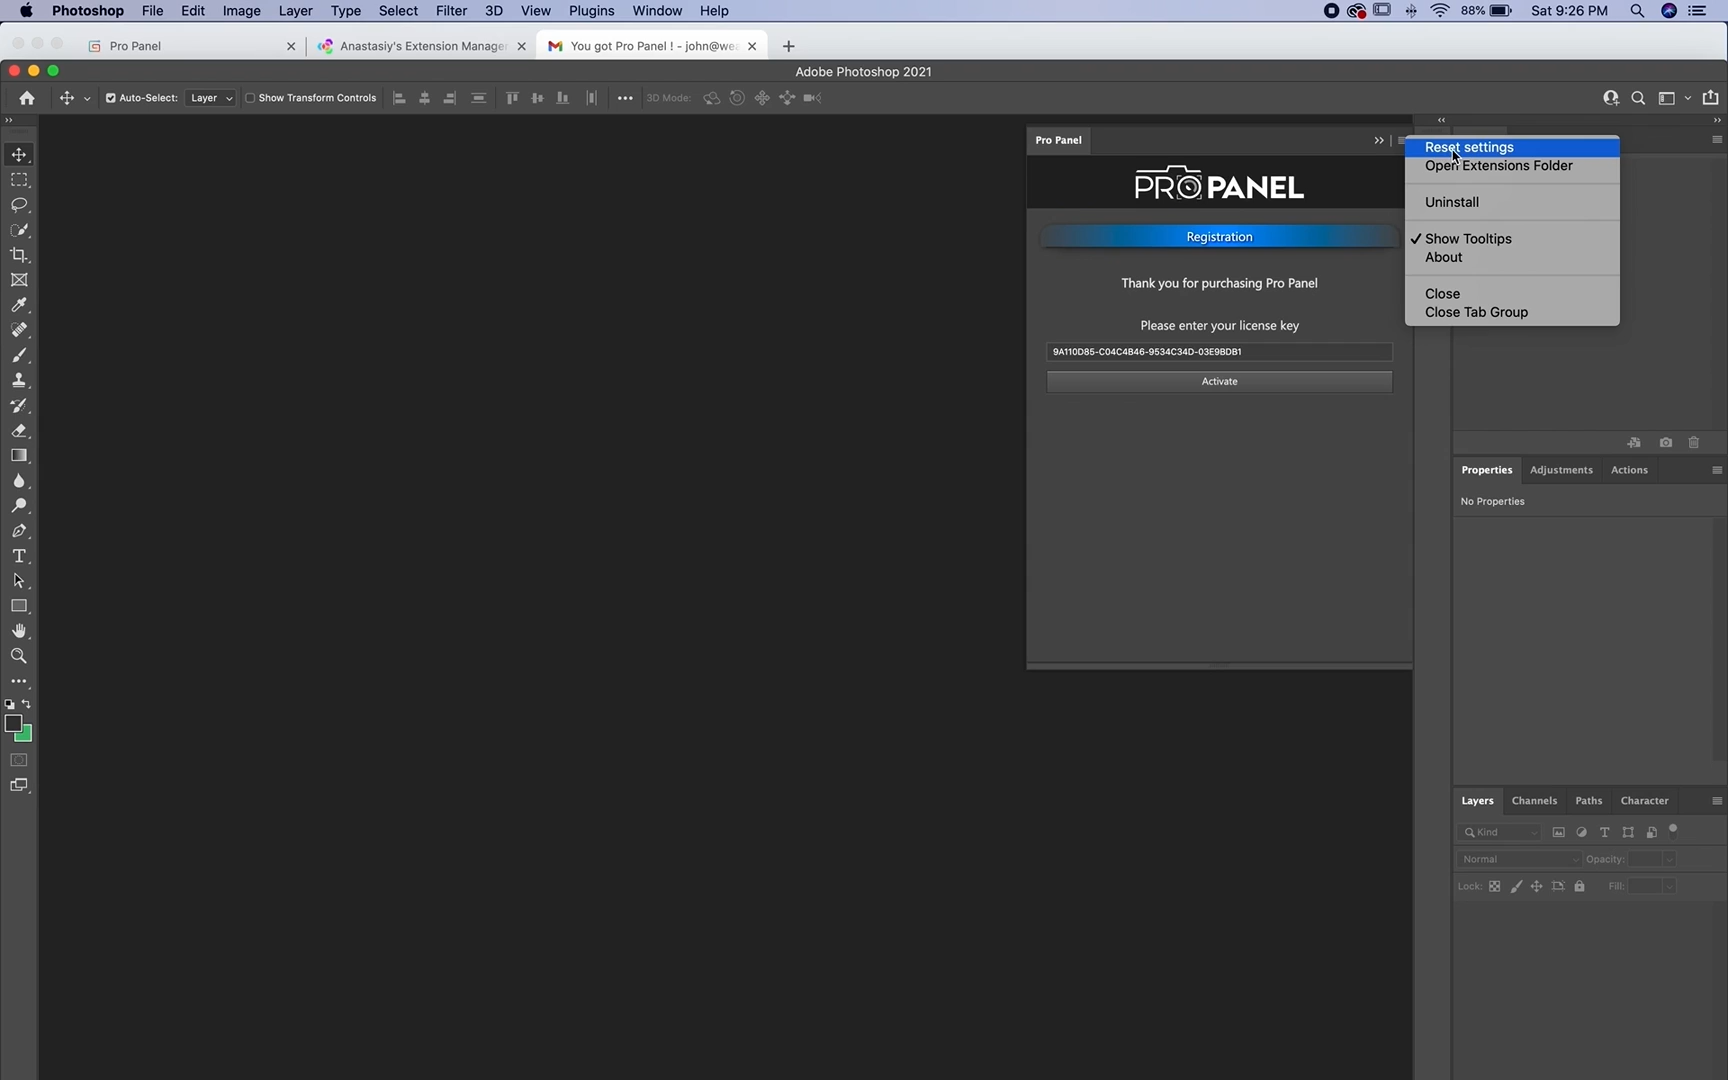 Photoshop File Edit Image Layer Type Select Filter 3D View Plugins Window Help 88% Sat 9:26 PM
Pro Panel Anastasiy's Extension Manager You got Pro Panel ! - john@wea
Adobe Photoshop 2021
Auto-Select: Layer Show Transform Controls 3D Mode:
Pro Panel
PRO PANEL
Registration
Thank you for purchasing Pro Panel
Please enter your license key
9A110D85-C04C4B46-9534C34D-03E9BDB1
Activate
Reset settings
Open Extensions Folder
Uninstall
Show Tooltips
About
Close
Close Tab Group
Properties Adjustments Actions
No Properties
Layers Channels Paths Character
Kind
Normal Opacity:
Lock: Fill: